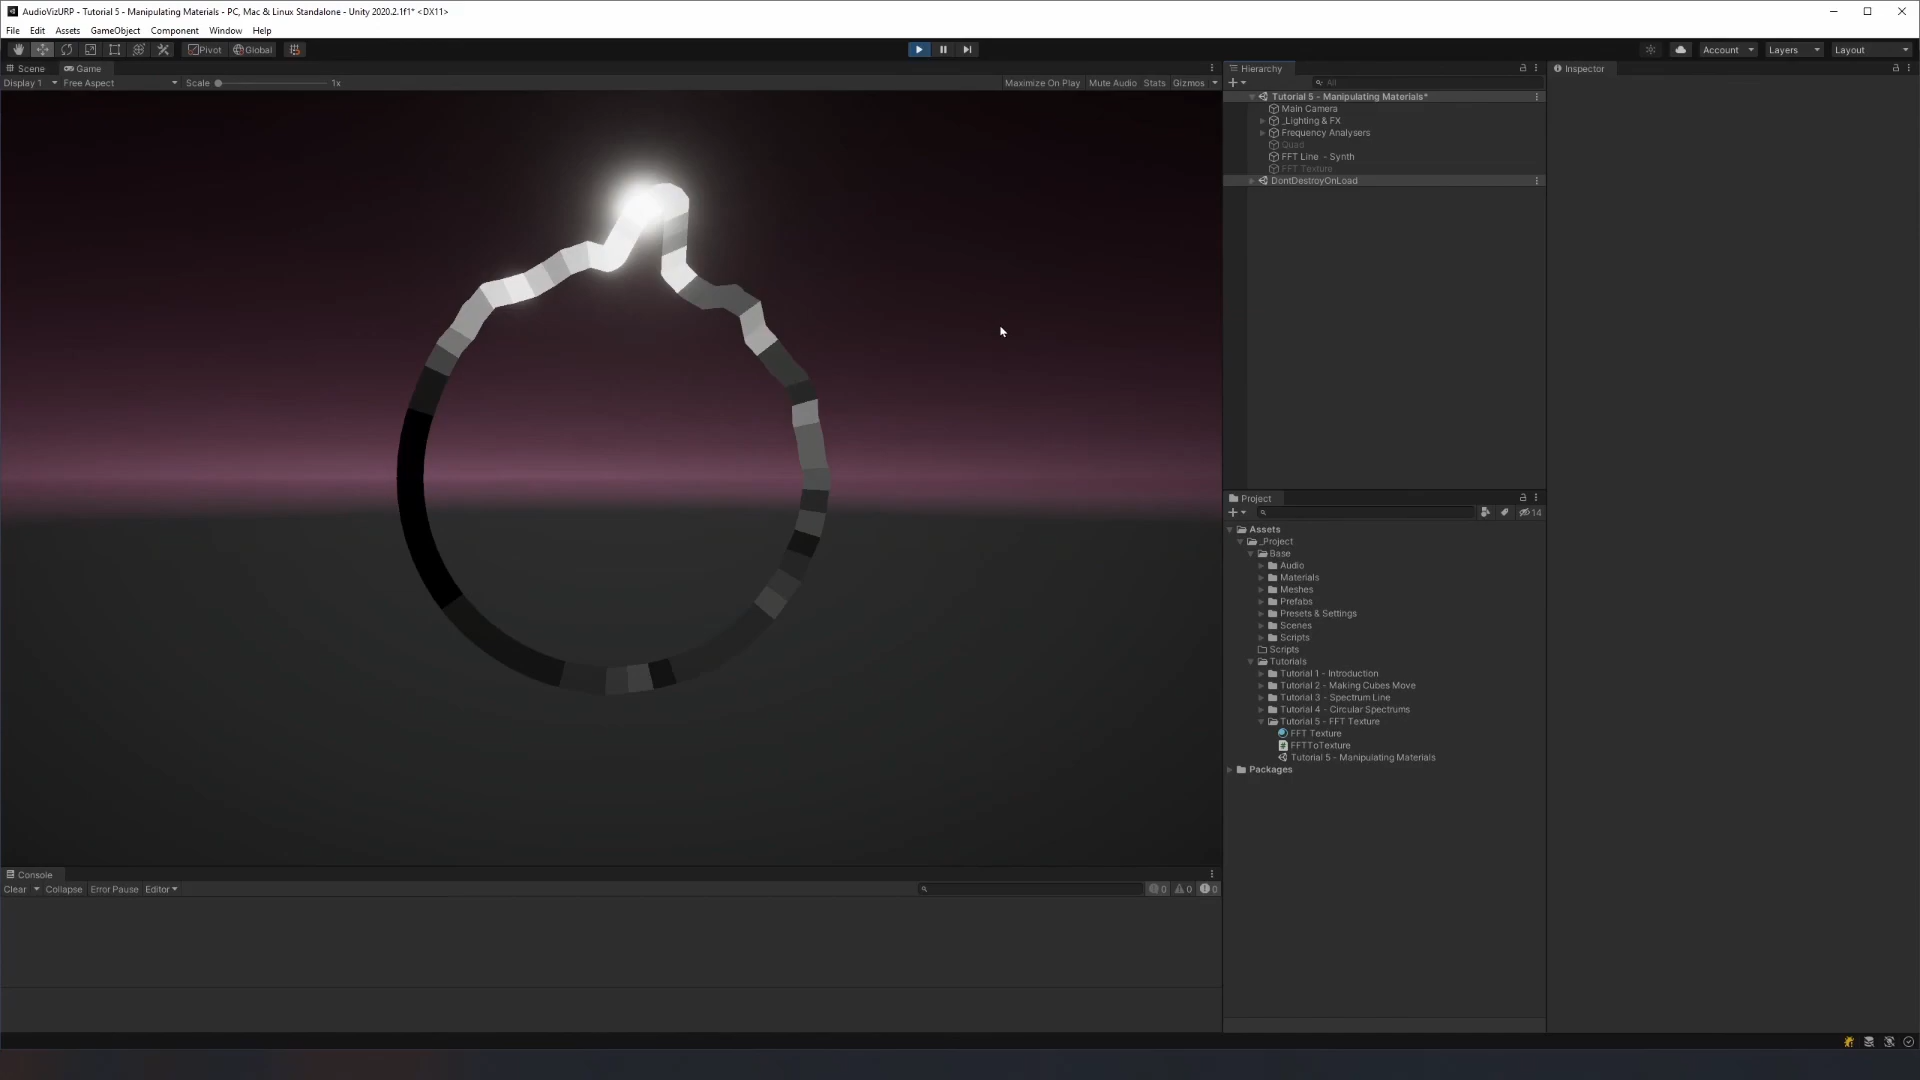 AudioVizURP - Tutorial 5 - Manipulating Materials - PC, Mac & Linux Standalone - Unity 2020.2.1f1* <DX11>
File Edit Assets GameObject Component Window Help
Pivot Global Account Layers Layout
Scene Game
Display 1 Free Aspect Scale 1x Maximize On Play Mute Audio Stats Gizmos
Hierarchy
All
Tutorial 5 - Manipulating Materials*
Main Camera
_Lighting & FX
Frequency Analysers
Quad
FFT Line - Synth
FFT Texture
DontDestroyOnLoad
Project
14
Assets
_Project
Base
Audio
Materials
Meshes
Prefabs
Presets & Settings
Scenes
Scripts
Scripts
Tutorials
Tutorial 1 - Introduction
Tutorial 2 - Making Cubes Move
Tutorial 3 - Spectrum Line
Tutorial 4 - Circular Spectrums
Tutorial 5 - FFT Texture
FFT Texture
FFTToTexture
Tutorial 5 - Manipulating Materials
Packages
Inspector
Console
Clear Collapse Error Pause Editor 0 0 0